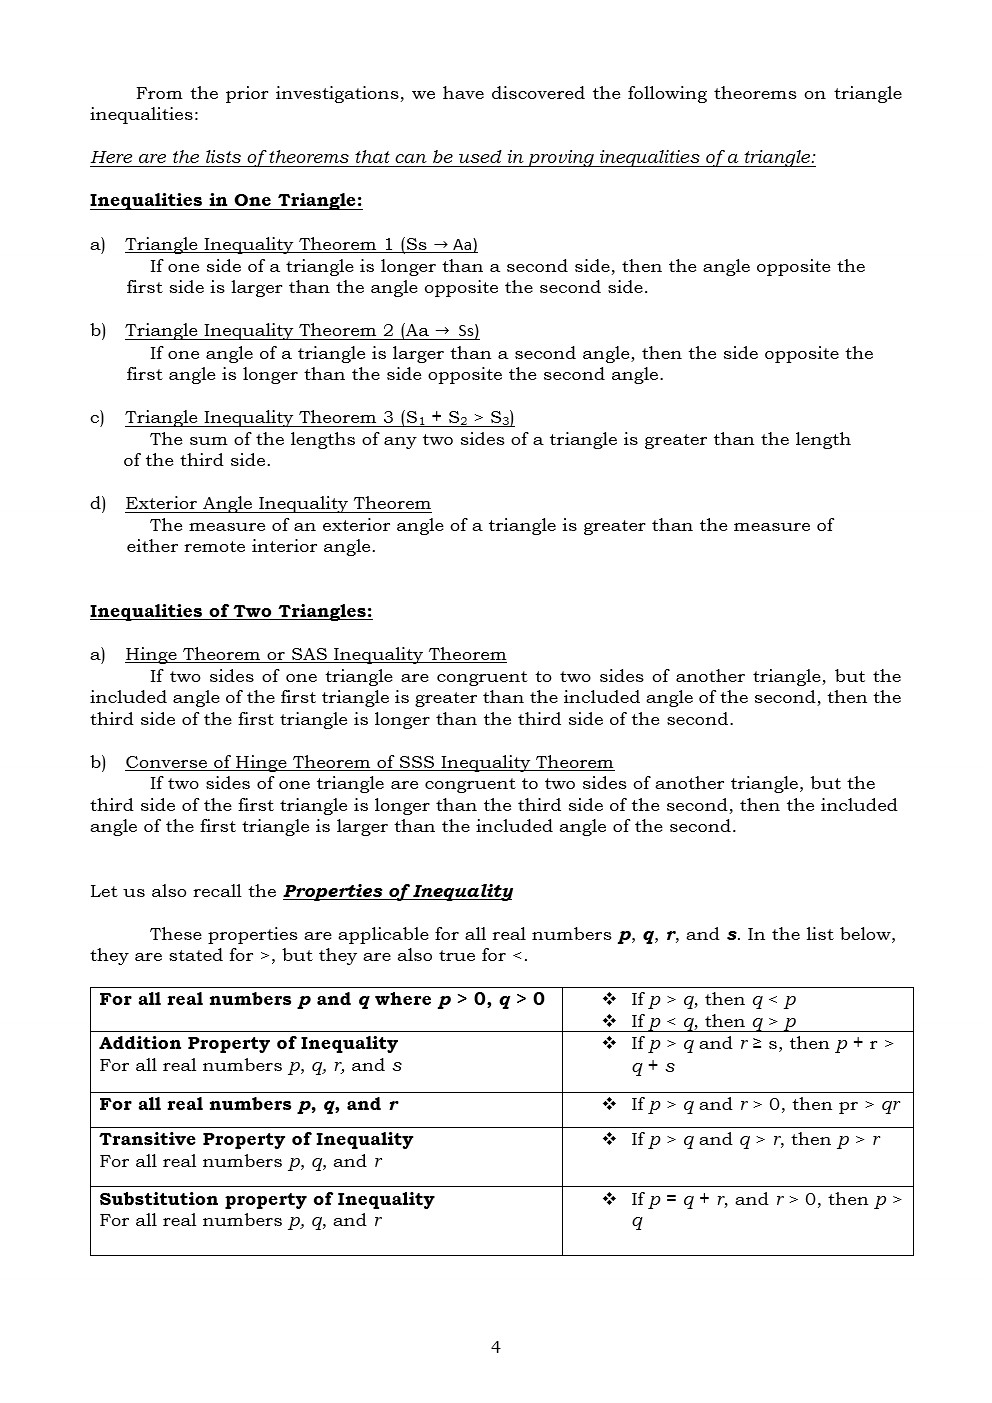 From the prior investigations, we have discovered the following theorems on triangle
inequalities:
Here are the lists of theorems that can be used in proving inequalities of a triangle:
Inequalities in One Triangle:
a) Triangle Inequality Theorem 1 (Ss → Aa)
If one side of a triangle is longer than a second side, then the angle opposite the
first side is larger than the angle opposite the second side.
b) Triangle Inequality Theorem 2 (Aa → Ss)
If one angle of a triangle is larger than a second angle, then the side opposite the
first angle is longer than the side opposite the second angle.
c) Triangle Inequality Theorem 3 (S₁ + S₂ > S₃)
The sum of the lengths of any two sides of a triangle is greater than the length
of the third side.
d) Exterior Angle Inequality Theorem
The measure of an exterior angle of a triangle is greater than the measure of
either remote interior angle.
Inequalities of Two Triangles:
a) Hinge Theorem or SAS Inequality Theorem
If two sides of one triangle are congruent to two sides of another triangle, but the
included angle of the first triangle is greater than the included angle of the second, then the
third side of the first triangle is longer than the third side of the second.
b) Converse of Hinge Theorem of SSS Inequality Theorem
If two sides of one triangle are congruent to two sides of another triangle, but the
third side of the first triangle is longer than the third side of the second, then the included
angle of the first triangle is larger than the included angle of the second.
Let us also recall the Properties of Inequality
These properties are applicable for all real numbers p, q, r, and s. In the list below,
they are stated for >, but they are also true for <.
For all real numbers p and q where p > 0, q > 0
❖ If p > q, then q < p
❖ If p < q, then q > p
Addition Property of Inequality
For all real numbers p, q, r, and s
❖ If p > q and r ≥ s, then p + r >
q + s
For all real numbers p, q, and r
❖ If p > q and r > 0, then pr > qr
Transitive Property of Inequality
For all real numbers p, q, and r
❖ If p > q and q > r, then p > r
Substitution property of Inequality
For all real numbers p, q, and r
❖ If p = q + r, and r > 0, then p >
q
4